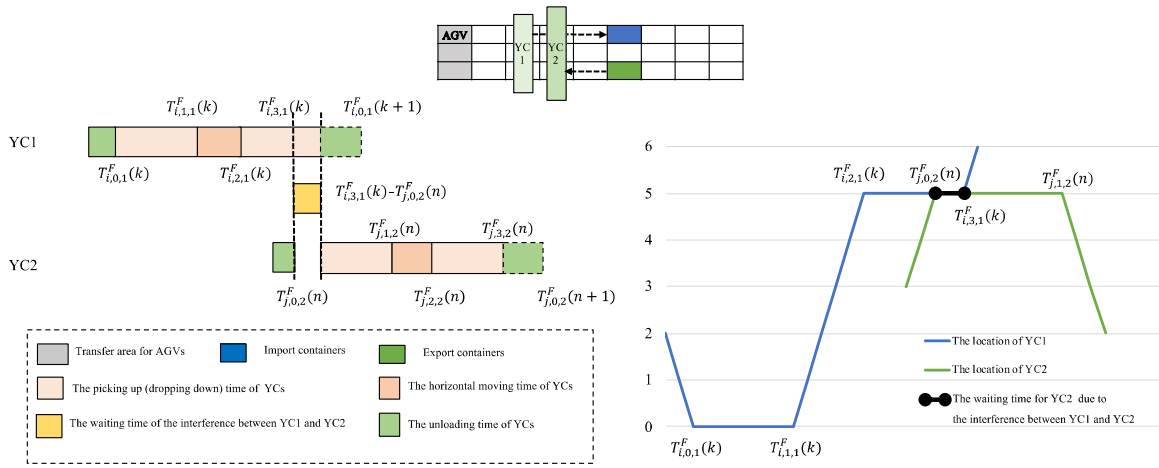 AGV
YC
1
YC
2
T^F_{i,1,1}(k)
T^F_{i,3,1}(k)
T^F_{i,0,1}(k+1)
YC1
T^F_{i,0,1}(k)
T^F_{i,2,1}(k)
T^F_{i,3,1}(k)-T^F_{j,0,2}(n)
T^F_{j,1,2}(n)
T^F_{j,3,2}(n)
YC2
T^F_{j,0,2}(n)
T^F_{j,2,2}(n)
T^F_{j,0,2}(n+1)
Transfer area for AGVs
Import containers
Export containers
The picking up (dropping down) time of YCs
The horizontal moving time of YCs
The waiting time of the interference between YC1 and YC2
The unloading time of YCs
6
5
4
3
2
1
0
T^F_{i,2,1}(k)
T^F_{j,0,2}(n)
T^F_{j,1,2}(n)
T^F_{i,3,1}(k)
The location of YC1
The location of YC2
The waiting time for YC2 due to
the interference between YC1 and YC2
T^F_{i,0,1}(k)
T^F_{i,1,1}(k)